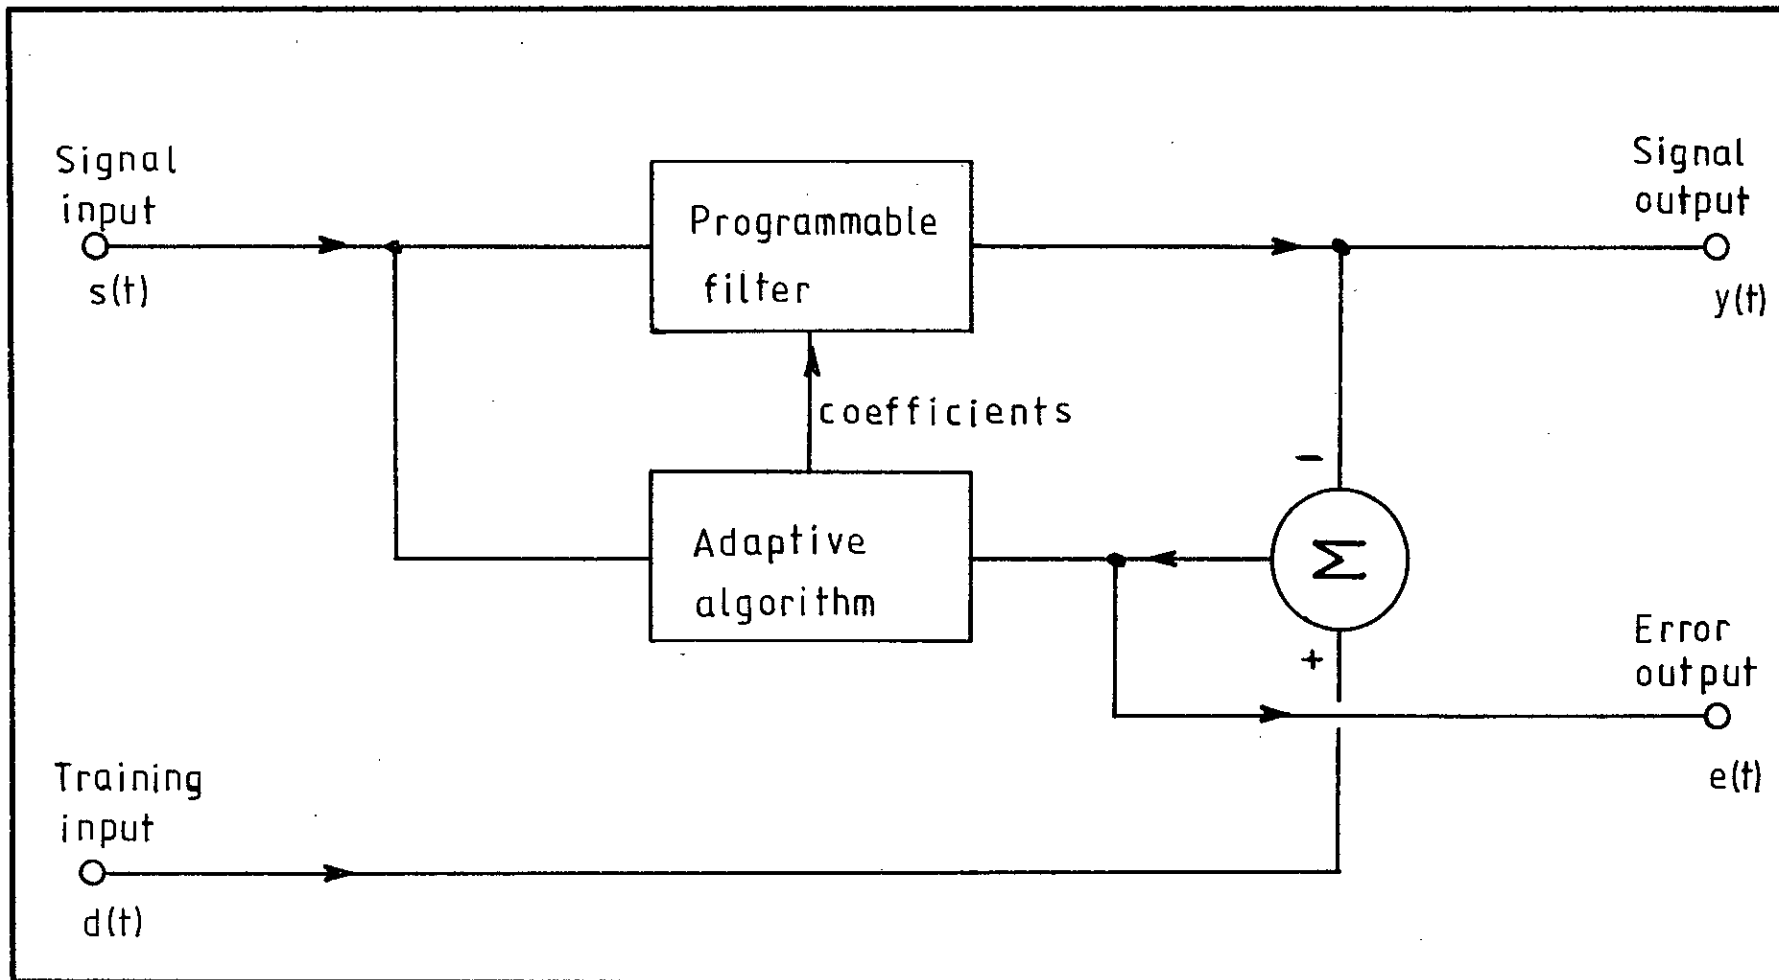 Signal
input
s(t)
Programmable
filter
Signal
output
y(t)
coefficients
−
Adaptive
algorithm
Σ
+
Error
output
e(t)
Training
input
d(t)